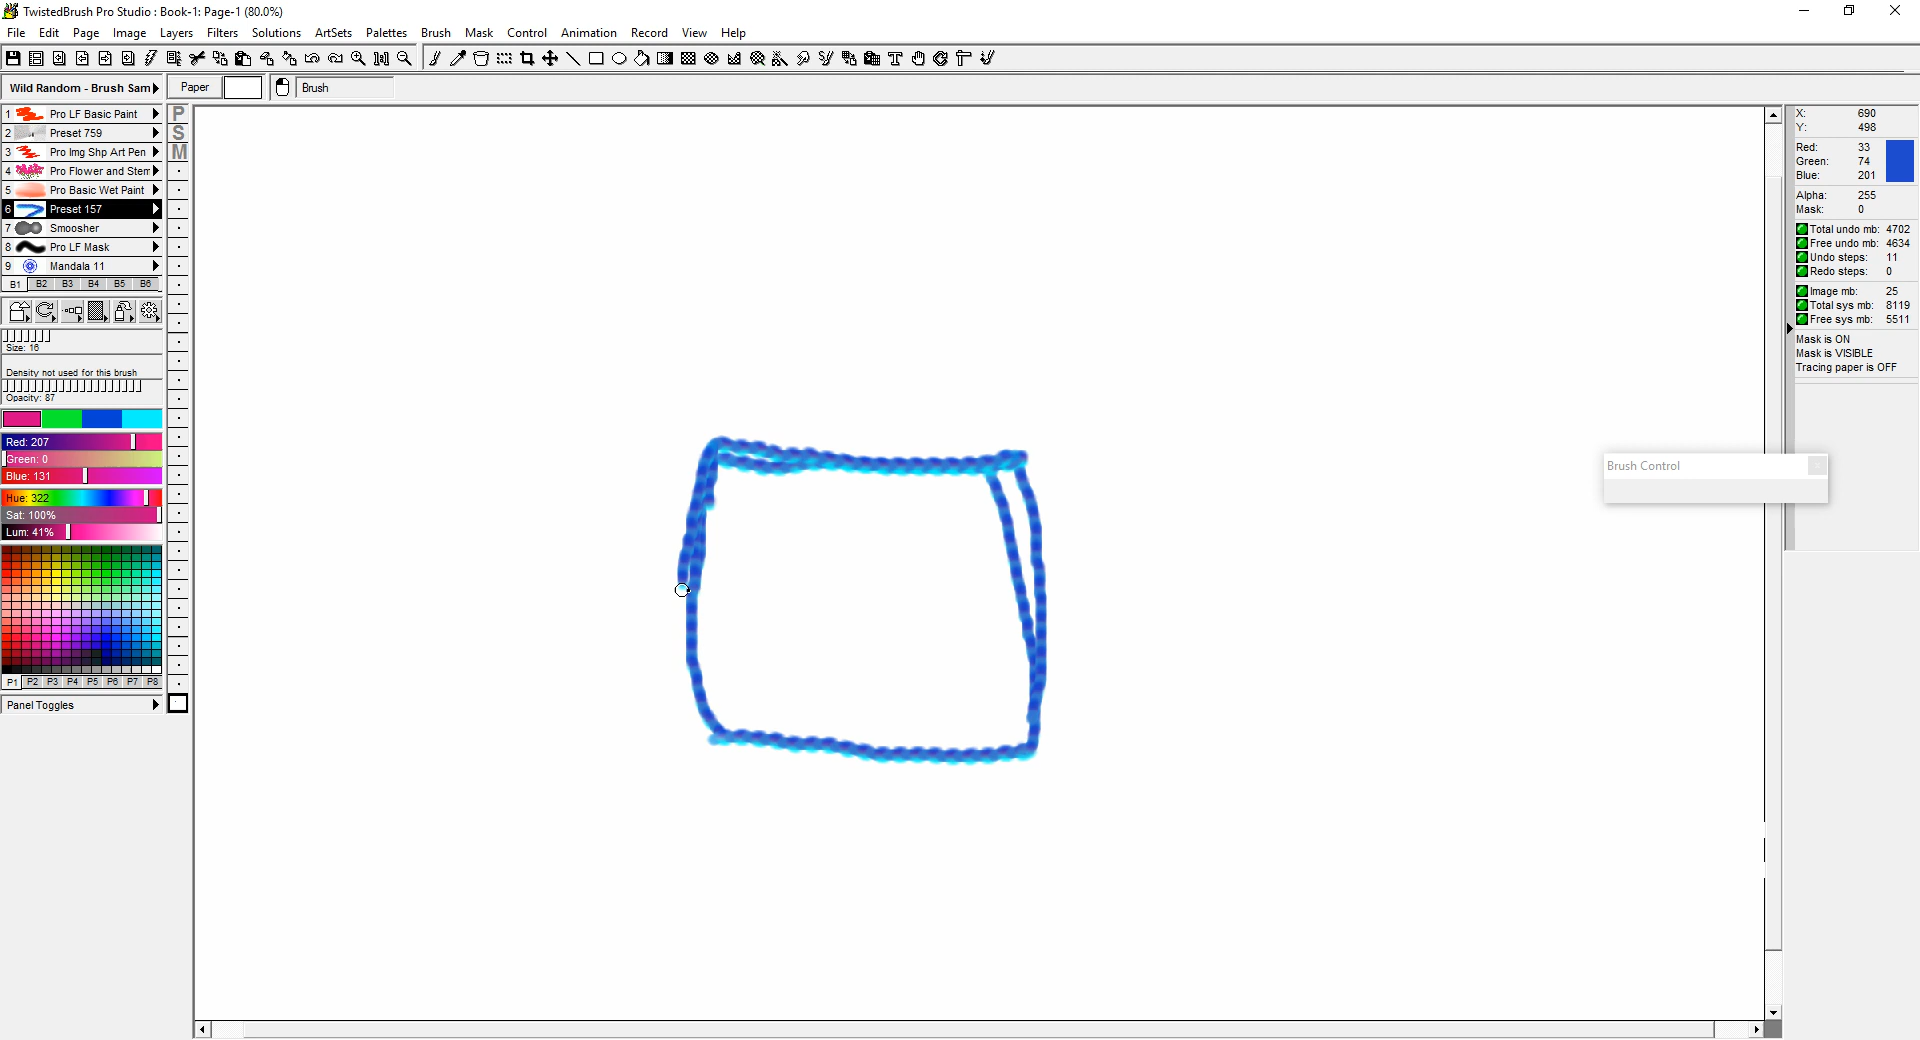 TwistedBrush Pro Studio : Book-1: Page-1 (80.0%)
File Edit Page Image Layers Filters Solutions ArtSets Palettes Brush Mask Control Animation Record View Help
Wild Random - Brush Sam
Paper
Brush
1 Pro LF Basic Paint
2 Preset 759
3 Pro Img Shp Art Pen
4 Pro Flower and Stem
5 Pro Basic Wet Paint
6 Preset 157
7 Smoosher
8 Pro LF Mask
9 Mandala 11
B1 B2 B3 B4 B5 B6
P
S
M
Size: 16
Density not used for this brush
Opacity: 87
Red: 207
Green: 0
Blue: 131
Hue: 322
Sat: 100%
Lum: 41%
P1 P2 P3 P4 P5 P6 P7 P8
Panel Toggles
X: 690
Y: 498
Red: 33
Green: 74
Blue: 201
Alpha: 255
Mask: 0
Total undo mb: 4702
Free undo mb: 4634
Undo steps: 11
Redo steps: 0
Image mb: 25
Total sys mb: 8119
Free sys mb: 5511
Mask is ON
Mask is VISIBLE
Tracing paper is OFF
Brush Control